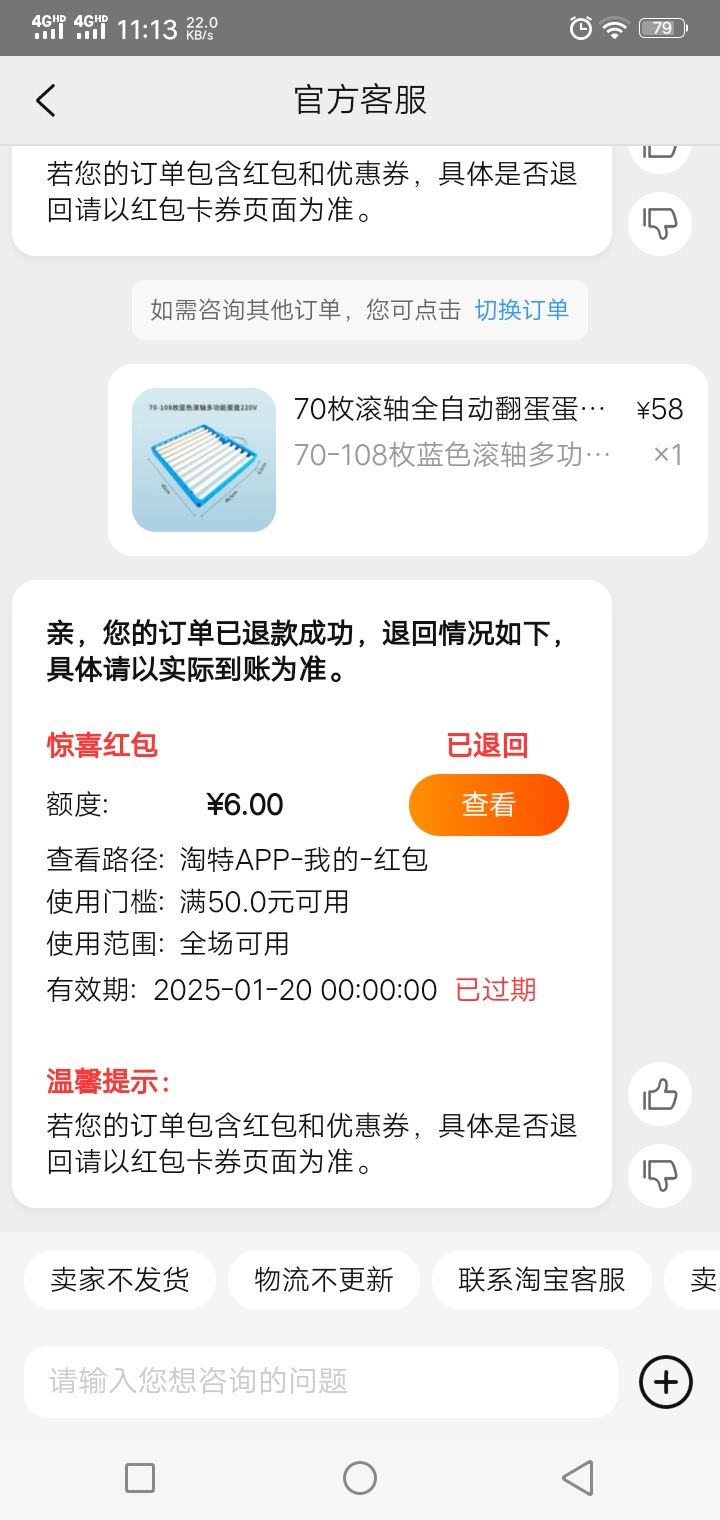 4GHD 4GHD 11:13 22.0 KB/s 79
官方客服
若您的订单包含红包和优惠券，具体是否退
回请以红包卡券页面为准。
如需咨询其他订单，您可点击 切换订单
70-108枚蓝色滚轴多功能蛋盘220V
70枚滚轴全自动翻蛋蛋… ¥58
70-108枚蓝色滚轴多功… ×1
亲，您的订单已退款成功，退回情况如下，
具体请以实际到账为准。
惊喜红包 已退回
额度: ¥6.00 查看
查看路径: 淘特APP-我的-红包
使用门槛: 满50.0元可用
使用范围: 全场可用
有效期: 2025-01-20 00:00:00 已过期
温馨提示:
若您的订单包含红包和优惠券，具体是否退
回请以红包卡券页面为准。
卖家不发货 物流不更新 联系淘宝客服 卖
请输入您想咨询的问题